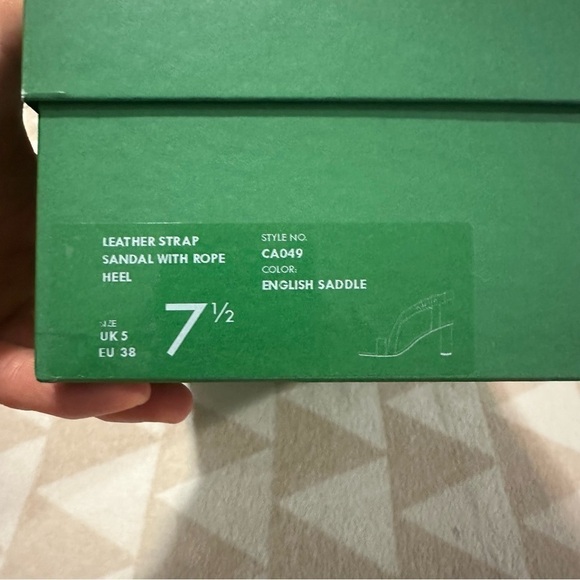 LEATHER STRAP
SANDAL WITH ROPE
HEEL
STYLE NO.
CA049
COLOR:
ENGLISH SADDLE
SIZE
UK 5
EU 38
7 1/2